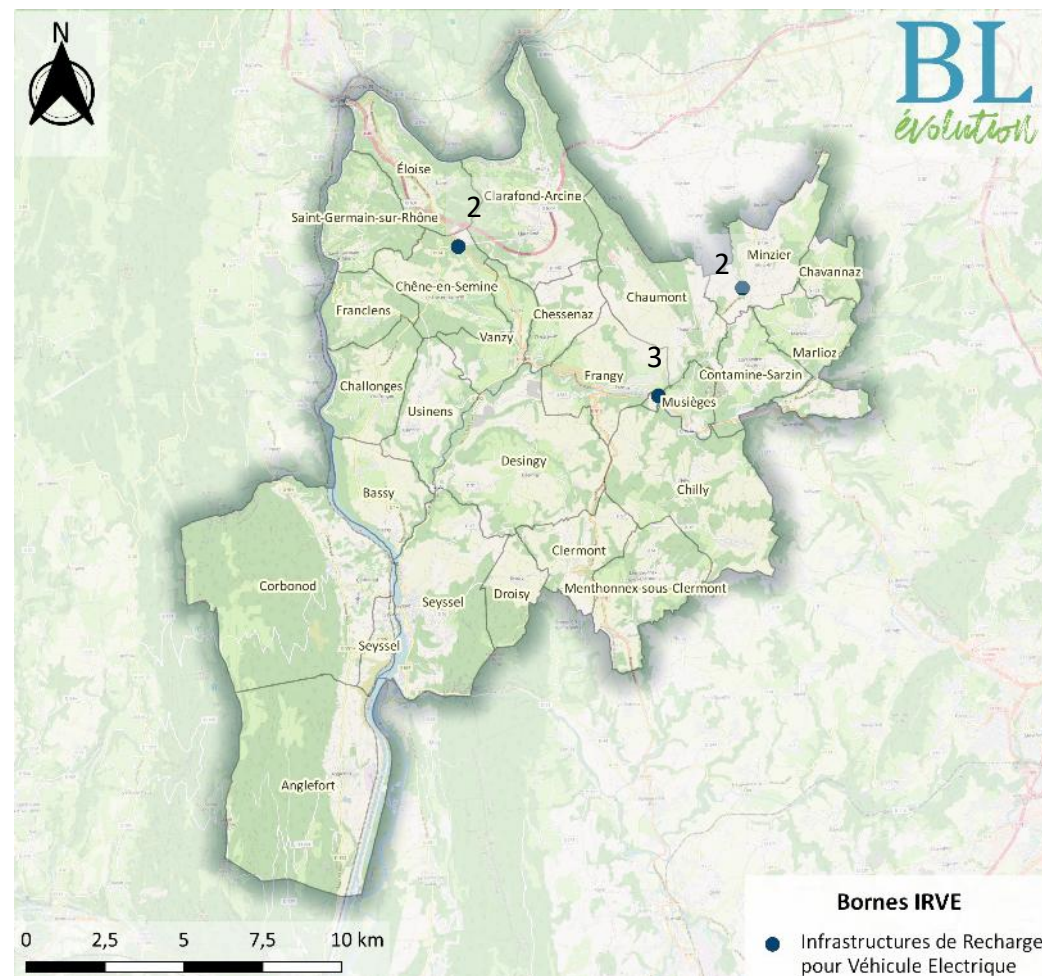 N
BL
évolution
Éloise
Clarafond-Arcine
Saint-Germain-sur-Rhône
2
2
Minzier
Chavannaz
Chêne-en-Semine
Chaumont
Franclens
Chessenaz
Vanzy
Marlioz
3
Contamine-Sarzin
Frangy
Challonges
Musièges
Usinens
Desingy
Chilly
Bassy
Clermont
Corbonod
Menthonnex-sous-Clermont
Droisy
Seyssel
Seyssel
Anglefort
Bornes IRVE
Infrastructures de Recharge
pour Véhicule Electrique
0 2,5 5 7,5 10 km